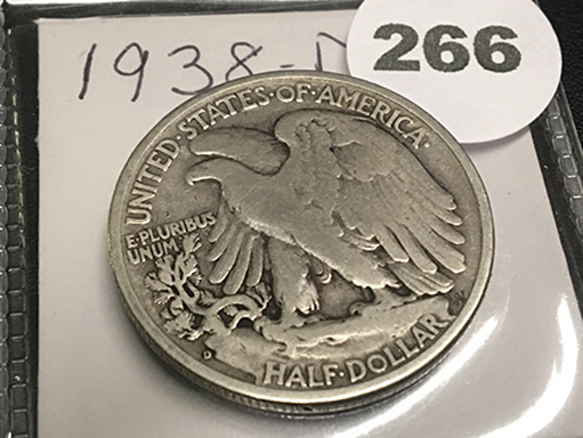 1938-D
266
UNITED·STATES·OF·AMERICA·
E·PLURIBUS
UNUM
D
HALF·DOLLAR